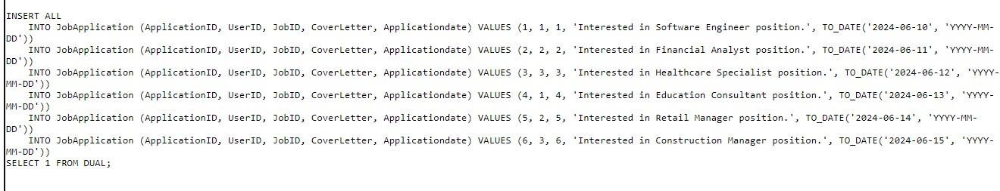 INSERT ALL
    INTO JobApplication (ApplicationID, UserID, JobID, CoverLetter, Applicationdate) VALUES (1, 1, 1, 'Interested in Software Engineer position.', TO_DATE('2024-06-10', 'YYYY-MM-
DD'))
    INTO JobApplication (ApplicationID, UserID, JobID, CoverLetter, Applicationdate) VALUES (2, 2, 2, 'Interested in Financial Analyst position.', TO_DATE('2024-06-11', 'YYYY-MM-
DD'))
    INTO JobApplication (ApplicationID, UserID, JobID, CoverLetter, Applicationdate) VALUES (3, 3, 3, 'Interested in Healthcare Specialist position.', TO_DATE('2024-06-12', 'YYYY-
MM-DD'))
    INTO JobApplication (ApplicationID, UserID, JobID, CoverLetter, Applicationdate) VALUES (4, 1, 4, 'Interested in Education Consultant position.', TO_DATE('2024-06-13', 'YYYY-
MM-DD'))
    INTO JobApplication (ApplicationID, UserID, JobID, CoverLetter, Applicationdate) VALUES (5, 2, 5, 'Interested in Retail Manager position.', TO_DATE('2024-06-14', 'YYYY-MM-
DD'))
    INTO JobApplication (ApplicationID, UserID, JobID, CoverLetter, Applicationdate) VALUES (6, 3, 6, 'Interested in Construction Manager position.', TO_DATE('2024-06-15', 'YYYY-
MM-DD'))
SELECT 1 FROM DUAL;